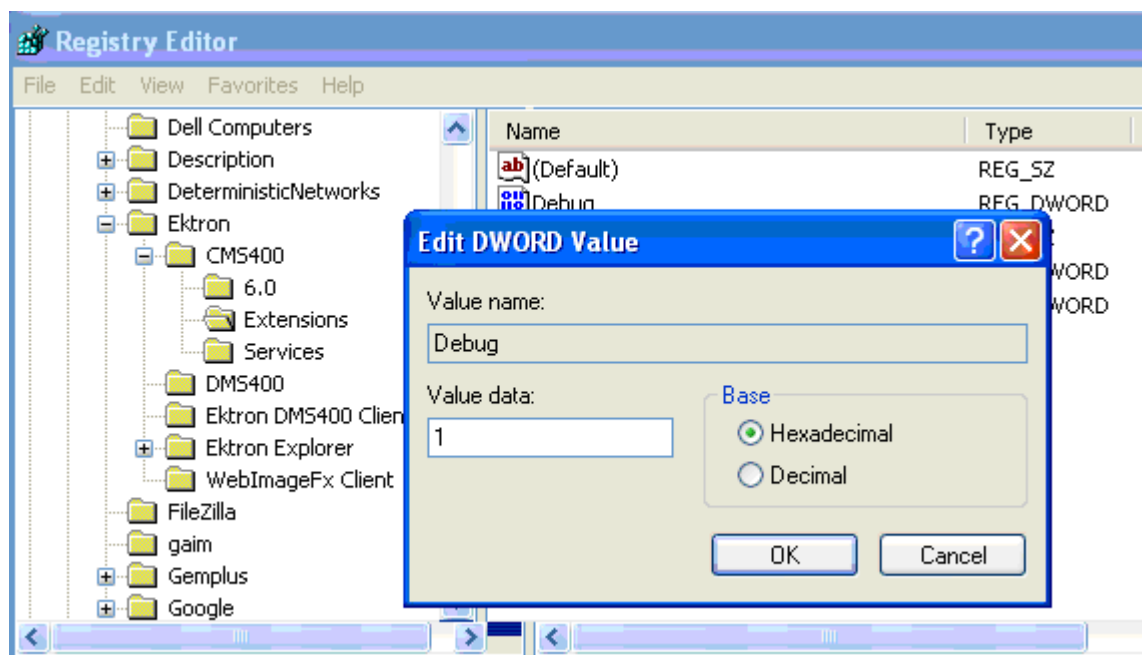 Registry Editor
File Edit View Favorites Help
Dell Computers
Description
DeterministicNetworks
Ektron
CMS400
6.0
Extensions
Services
DMS400
Ektron DMS400 Clien
Ektron Explorer
WebImageFx Client
FileZilla
gaim
Gemplus
Google
Name Type
ab (Default) REG_SZ
Debug REG_DWORD
WORD
WORD
Edit DWORD Value
Value name:
Debug
Value data:
1
Base
Hexadecimal
Decimal
OK Cancel